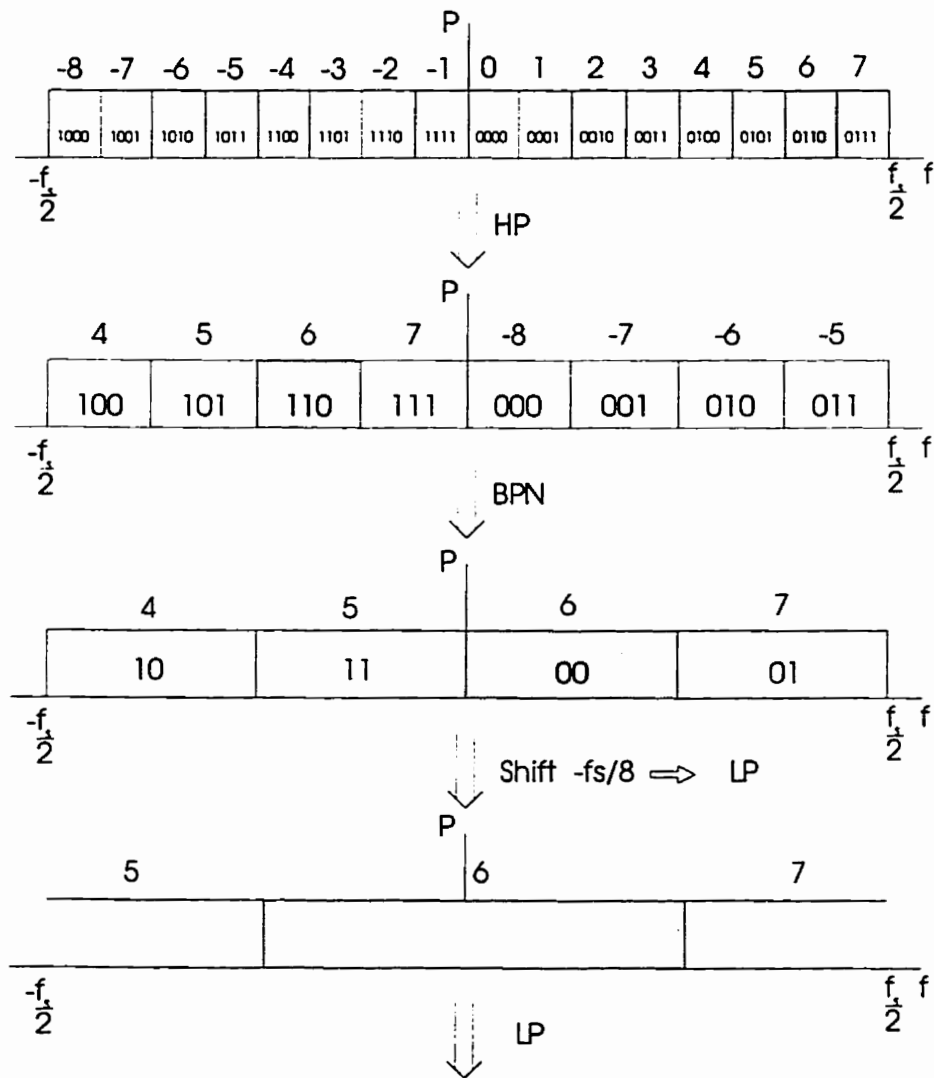 P
-8 -7 -6 -5 -4 -3 -2 -1 0 1 2 3 4 5 6 7
1000 1001 1010 1011 1100 1101 1110 1111 0000 0001 0010 0011 0100 0101 0110 0111
-fs/2 fs/2 f
HP
P
4 5 6 7 -8 -7 -6 -5
100 101 110 111 000 001 010 011
-fs/2 fs/2 f
BPN
P
4 5 6 7
10 11 00 01
-fs/2 fs/2 f
Shift -fs/8 ⇒ LP
P
5 6 7
-fs/2 fs/2 f
LP